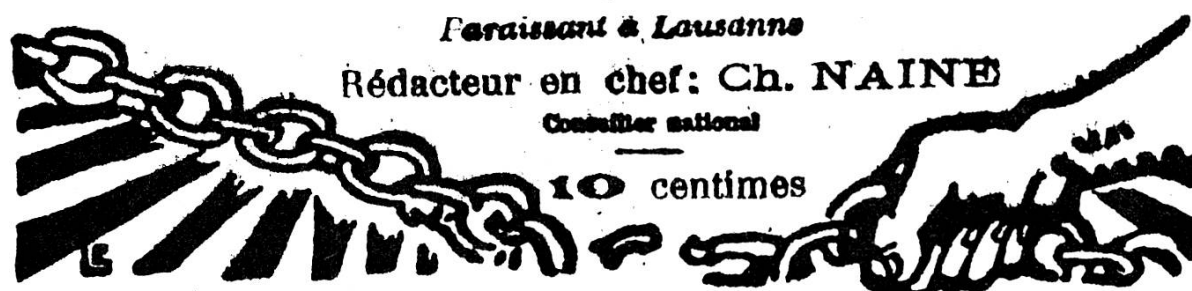 Paraissant à Lausanne
Rédacteur en chef: Ch. NAINE
Conseiller national
10 centimes